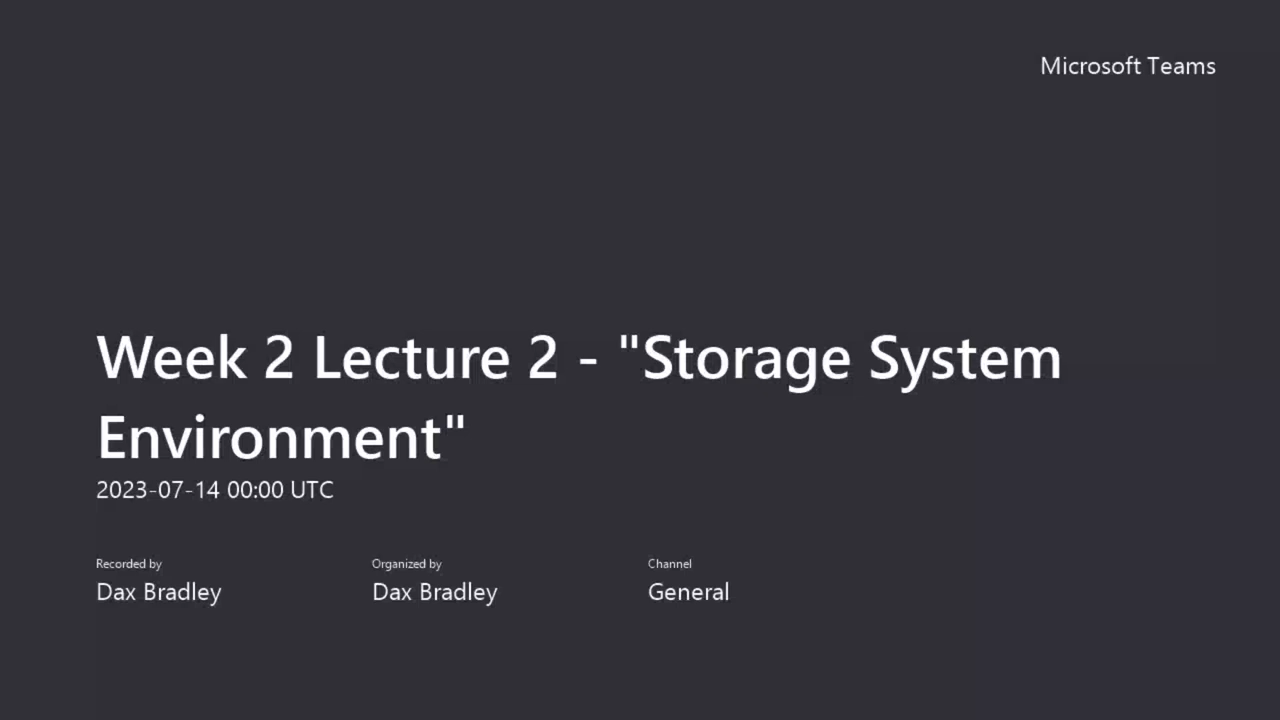 Microsoft Teams
Week 2 Lecture 2 - "Storage System
Environment"
2023-07-14 00:00 UTC
Recorded by
Dax Bradley
Organized by
Dax Bradley
Channel
General